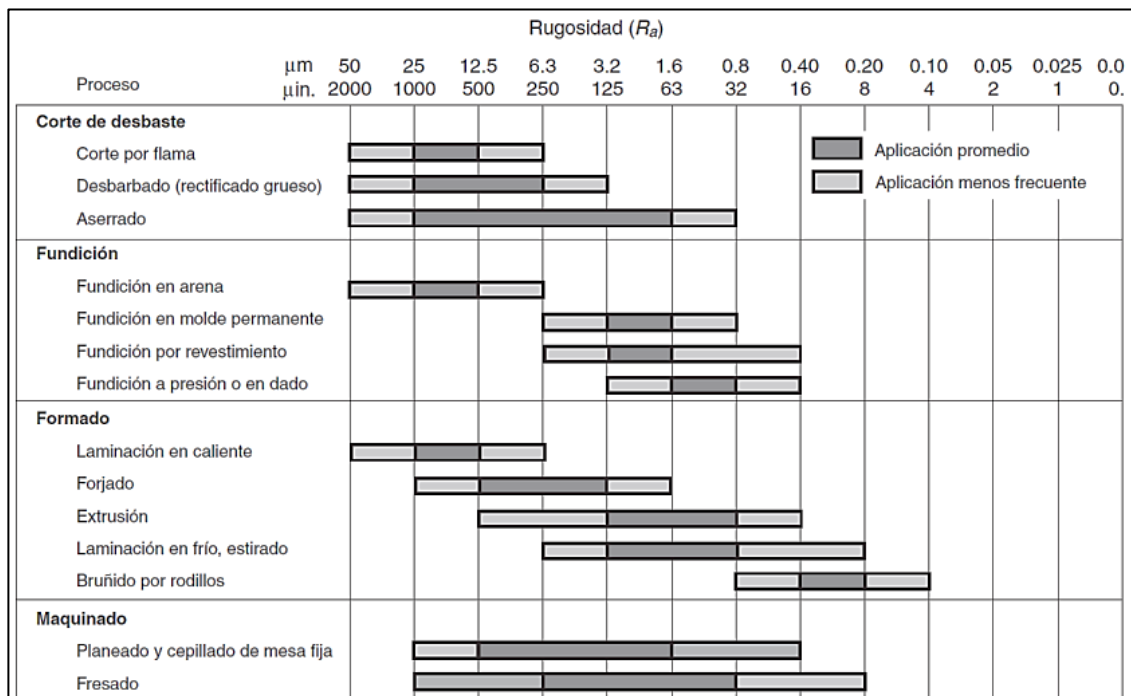 Rugosidad (Ra)
μm 50 25 12.5 6.3 3.2 1.6 0.8 0.40 0.20 0.10 0.05 0.025 0.0
Proceso μin. 2000 1000 500 250 125 63 32 16 8 4 2 1 0.
Corte de desbaste
Corte por flama
Aplicación promedio
Desbarbado (rectificado grueso)
Aplicación menos frecuente
Aserrado
Fundición
Fundición en arena
Fundición en molde permanente
Fundición por revestimiento
Fundición a presión o en dado
Formado
Laminación en caliente
Forjado
Extrusión
Laminación en frío, estirado
Bruñido por rodillos
Maquinado
Planeado y cepillado de mesa fija
Fresado